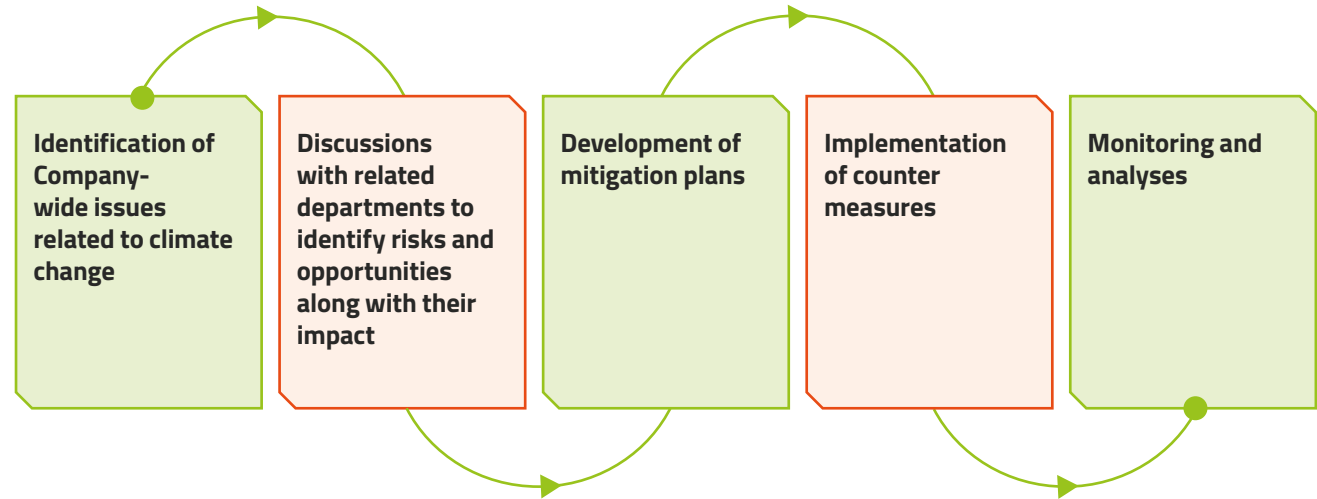 Identification of
Company-
wide issues
related to climate
change
Discussions
with related
departments to
identify risks and
opportunities
along with their
impact
Development of
mitigation plans
Implementation
of counter
measures
Monitoring and
analyses